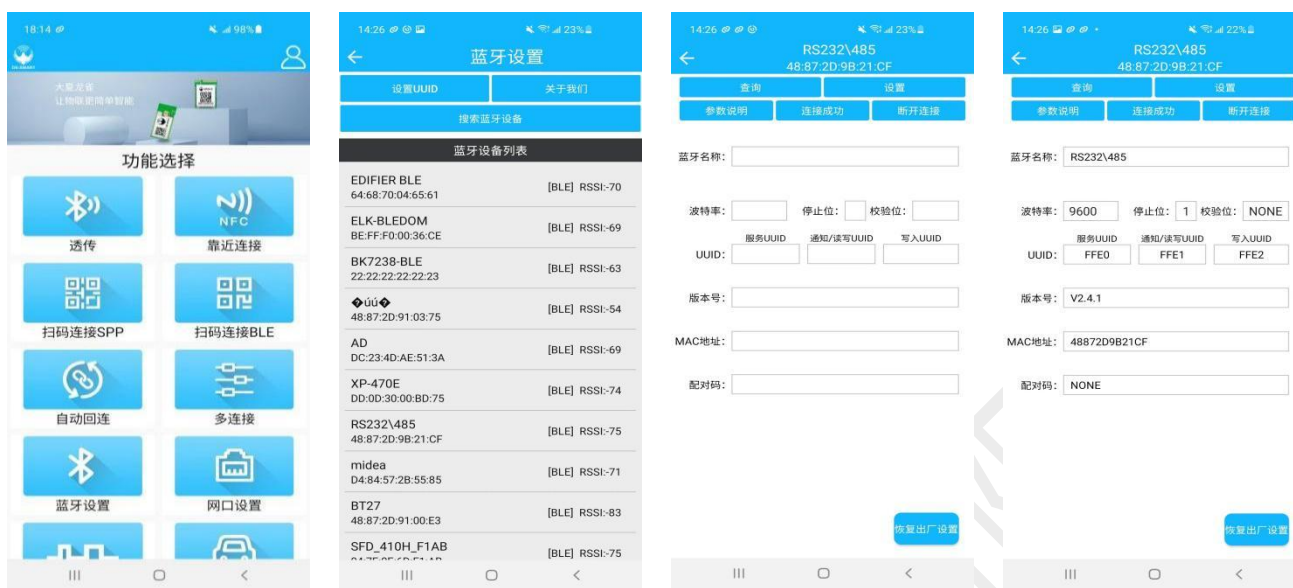 18:14
98%
大夏龙雀
让物联更简单智能
功能选择
透传
NFC
靠近连接
扫码连接SPP
扫码连接BLE
自动回连
多连接
蓝牙设置
网口设置
14:26
23%
蓝牙设置
设置UUID
关于我们
搜索蓝牙设备
蓝牙设备列表
EDIFIER BLE
64:68:70:04:65:61
[BLE] RSSI:-70
ELK-BLEDOM
BE:FF:F0:00:36:CE
[BLE] RSSI:-69
BK7238-BLE
22:22:22:22:22:23
[BLE] RSSI:-63
�úú�
48:87:2D:91:03:75
[BLE] RSSI:-54
AD
DC:23:4D:AE:51:3A
[BLE] RSSI:-69
XP-470E
DD:0D:30:00:BD:75
[BLE] RSSI:-74
RS232\485
48:87:2D:9B:21:CF
[BLE] RSSI:-75
midea
D4:84:57:2B:55:85
[BLE] RSSI:-71
BT27
48:87:2D:91:00:E3
[BLE] RSSI:-83
SFD_410H_F1AB
[BLE] RSSI:-75
14:26
23%
RS232\485
48:87:2D:9B:21:CF
查询
设置
参数说明
连接成功
断开连接
蓝牙名称:
波特率:
停止位:
校验位:
服务UUID
通知/读写UUID
写入UUID
UUID:
版本号:
MAC地址:
配对码:
恢复出厂设置
14:26
22%
RS232\485
48:87:2D:9B:21:CF
查询
设置
参数说明
连接成功
断开连接
蓝牙名称: RS232\485
波特率: 9600 停止位: 1 校验位: NONE
服务UUID 通知/读写UUID 写入UUID
UUID: FFE0 FFE1 FFE2
版本号: V2.4.1
MAC地址: 48872D9B21CF
配对码: NONE
恢复出厂设置